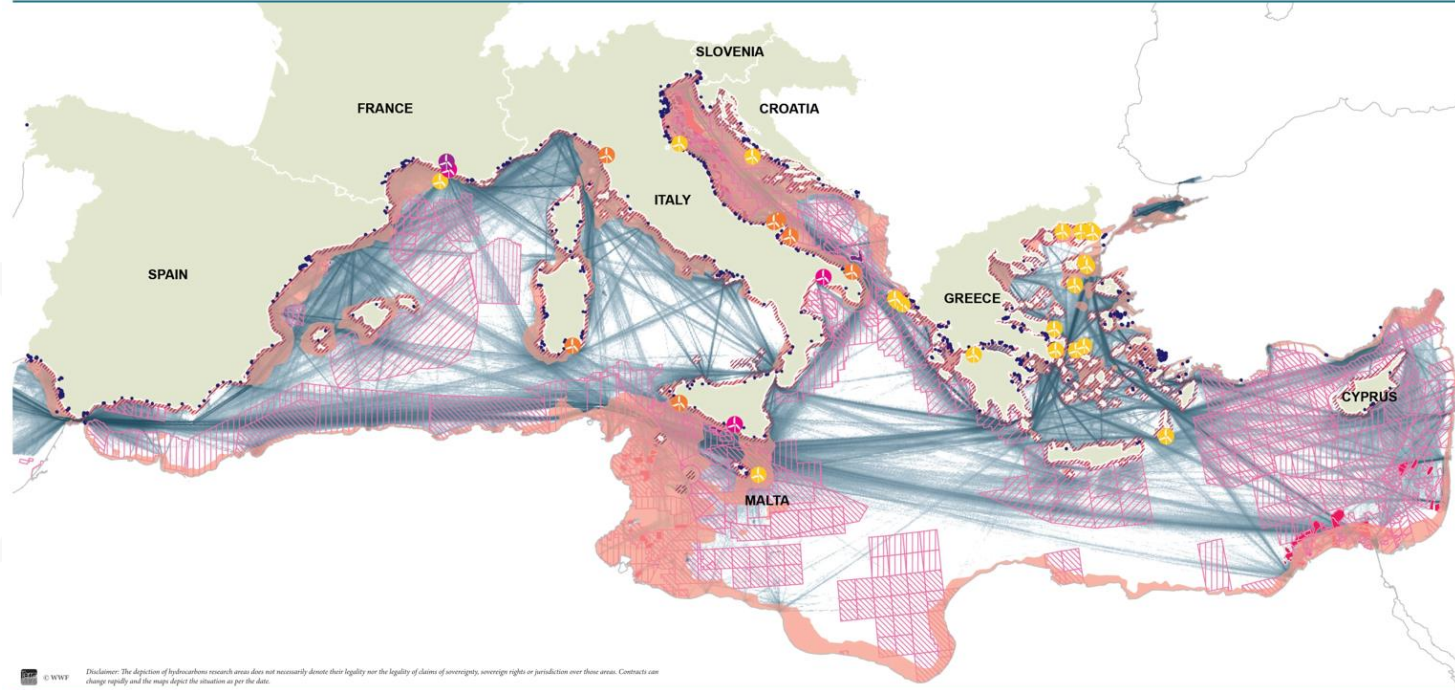 SLOVENIA
FRANCE
CROATIA
ITALY
SPAIN
GREECE
CYPRUS
MALTA
© WWF
Disclaimer: The depiction of hydrocarbons research areas does not necessarily denote their legality nor the legality of claims of sovereignty, sovereign rights or jurisdiction over those areas. Contracts can
change rapidly and the maps depict the situation as per the date.